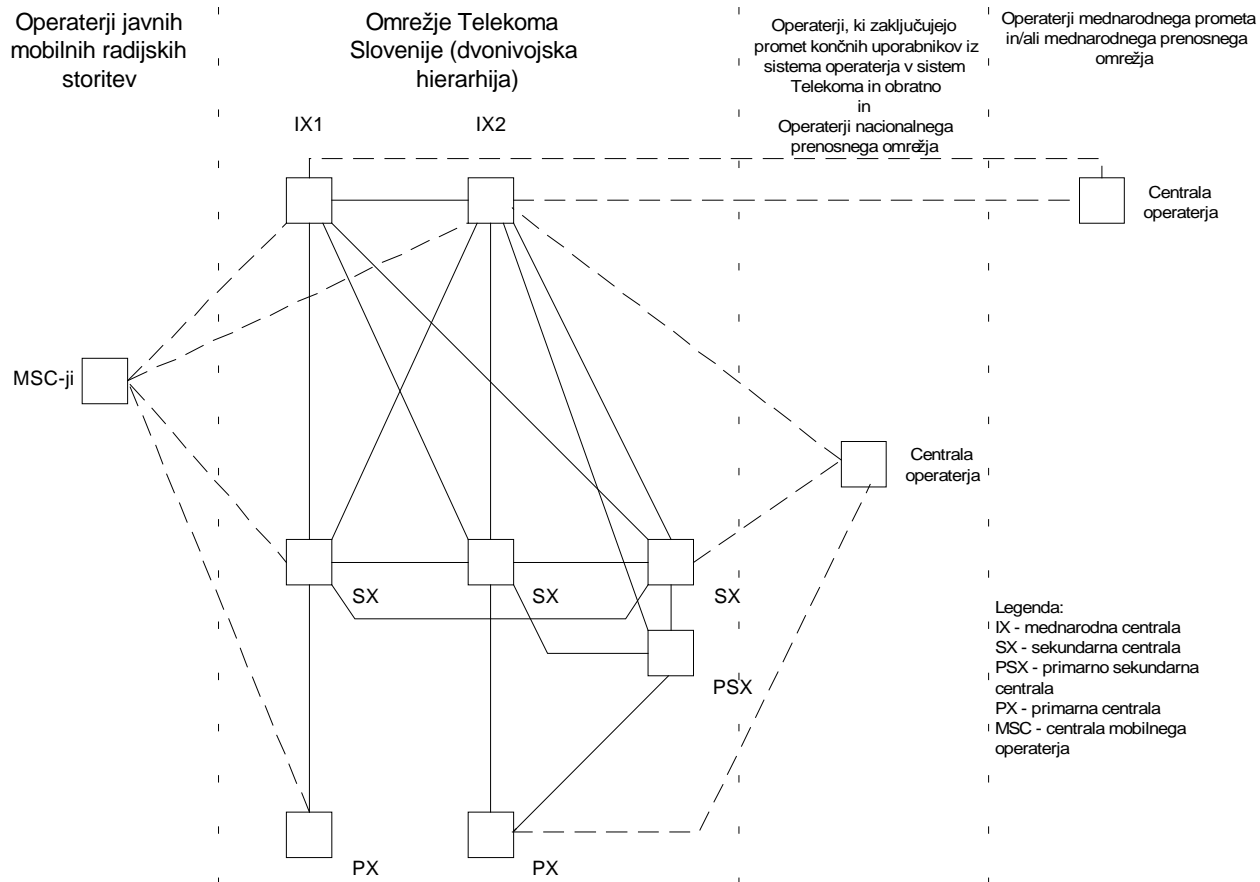 Operaterji javnih
mobilnih radijskih
storitev
Omrežje Telekoma
Slovenije (dvonivojska
hierarhija)
Operaterji, ki zaključujejo
promet končnih uporabnikov iz
sistema operaterja v sistem
Telekoma in obratno
in
Operaterji nacionalnega
prenosnega omrežja
Operaterji mednarodnega prometa
in/ali mednarodnega prenosnega
omrežja
IX1
IX2
Centrala
operaterja
MSC-ji
Centrala
operaterja
SX
SX
SX
PSX
PX
PX
Legenda:
IX - mednarodna centrala
SX - sekundarna centrala
PSX - primarno sekundarna
centrala
PX - primarna centrala
MSC - centrala mobilnega
operaterja